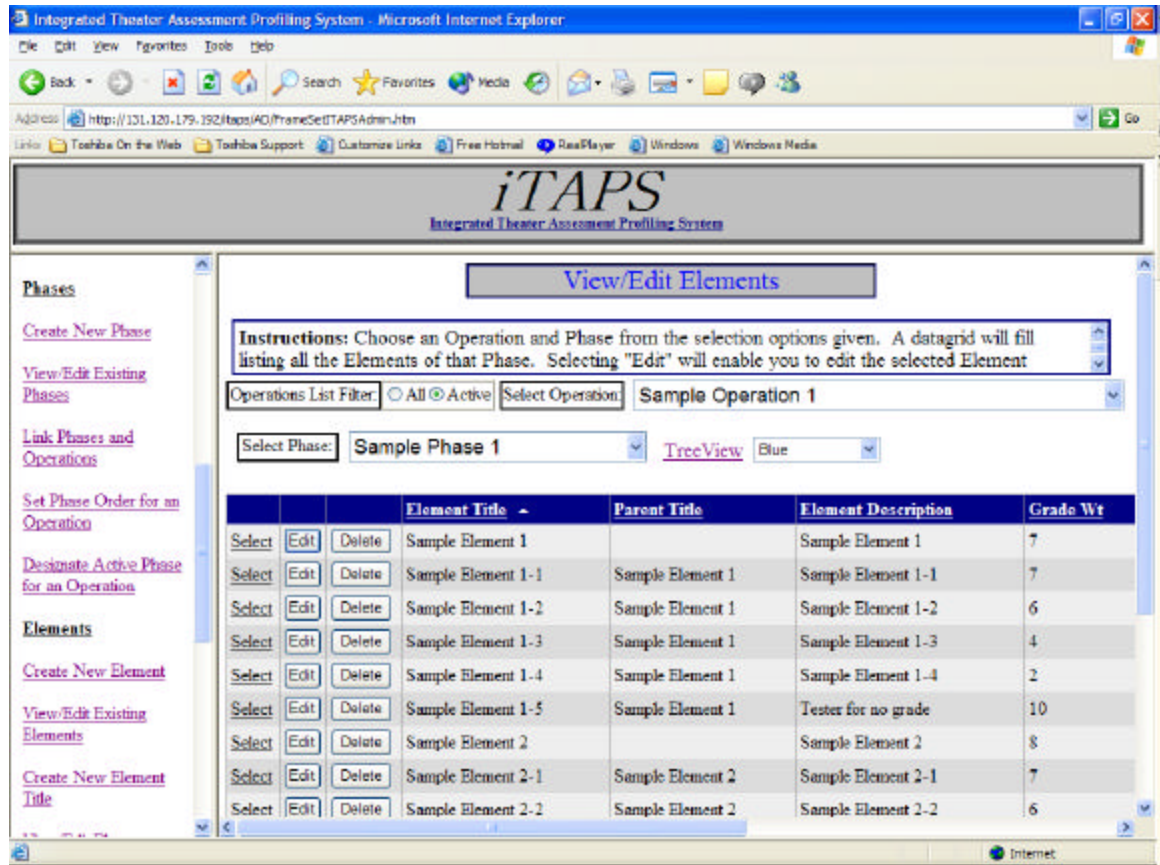 Integrated Theater Assessment Profiling System - Microsoft Internet Explorer
File Edit View Favorites Tools Help
Back Search Favorites Media
Address http://131.120.179.192/itaps/AO/FrameSetITAPSAdmin.htm Go
Links Toshiba On the Web Toshiba Support Customize Links Free Hotmail RealPlayer Windows Windows Media
iTAPS
Integrated Theater Assessment Profiling System
Phases
Create New Phase
View/Edit Existing
Phases
Link Phases and
Operations
Set Phase Order for an
Operation
Designate Active Phase
for an Operation
Elements
Create New Element
View/Edit Existing
Elements
Create New Element
Title
View/Edit Elements
Instructions: Choose an Operation and Phase from the selection options given. A datagrid will fill
listing all the Elements of that Phase. Selecting "Edit" will enable you to edit the selected Element
Operations List Filter: All Active Select Operation: Sample Operation 1
Select Phase: Sample Phase 1 TreeView Blue
Element Title Parent Title Element Description Grade Wt
Select Edit Delete Sample Element 1 Sample Element 1 7
Select Edit Delete Sample Element 1-1 Sample Element 1 Sample Element 1-1 7
Select Edit Delete Sample Element 1-2 Sample Element 1 Sample Element 1-2 6
Select Edit Delete Sample Element 1-3 Sample Element 1 Sample Element 1-3 4
Select Edit Delete Sample Element 1-4 Sample Element 1 Sample Element 1-4 2
Select Edit Delete Sample Element 1-5 Sample Element 1 Tester for no grade 10
Select Edit Delete Sample Element 2 Sample Element 2 8
Select Edit Delete Sample Element 2-1 Sample Element 2 Sample Element 2-1 7
Select Edit Delete Sample Element 2-2 Sample Element 2 Sample Element 2-2 6
Internet